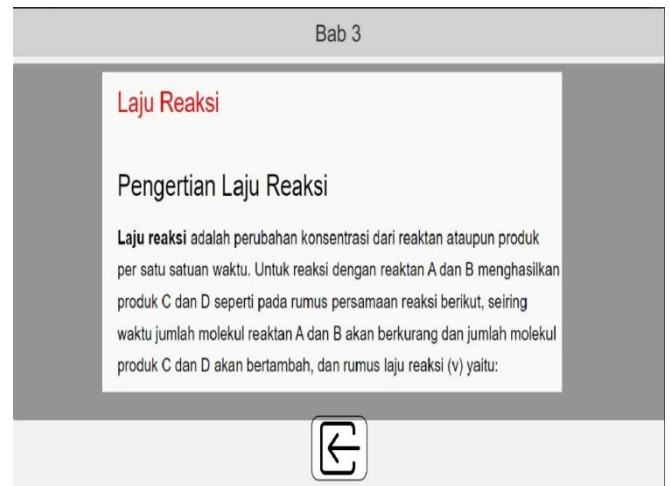 Bab 3
Laju Reaksi
Pengertian Laju Reaksi
Laju reaksi adalah perubahan konsentrasi dari reaktan ataupun produk
per satu satuan waktu. Untuk reaksi dengan reaktan A dan B menghasilkan
produk C dan D seperti pada rumus persamaan reaksi berikut, seiring
waktu jumlah molekul reaktan A dan B akan berkurang dan jumlah molekul
produk C dan D akan bertambah, dan rumus laju reaksi (v) yaitu: